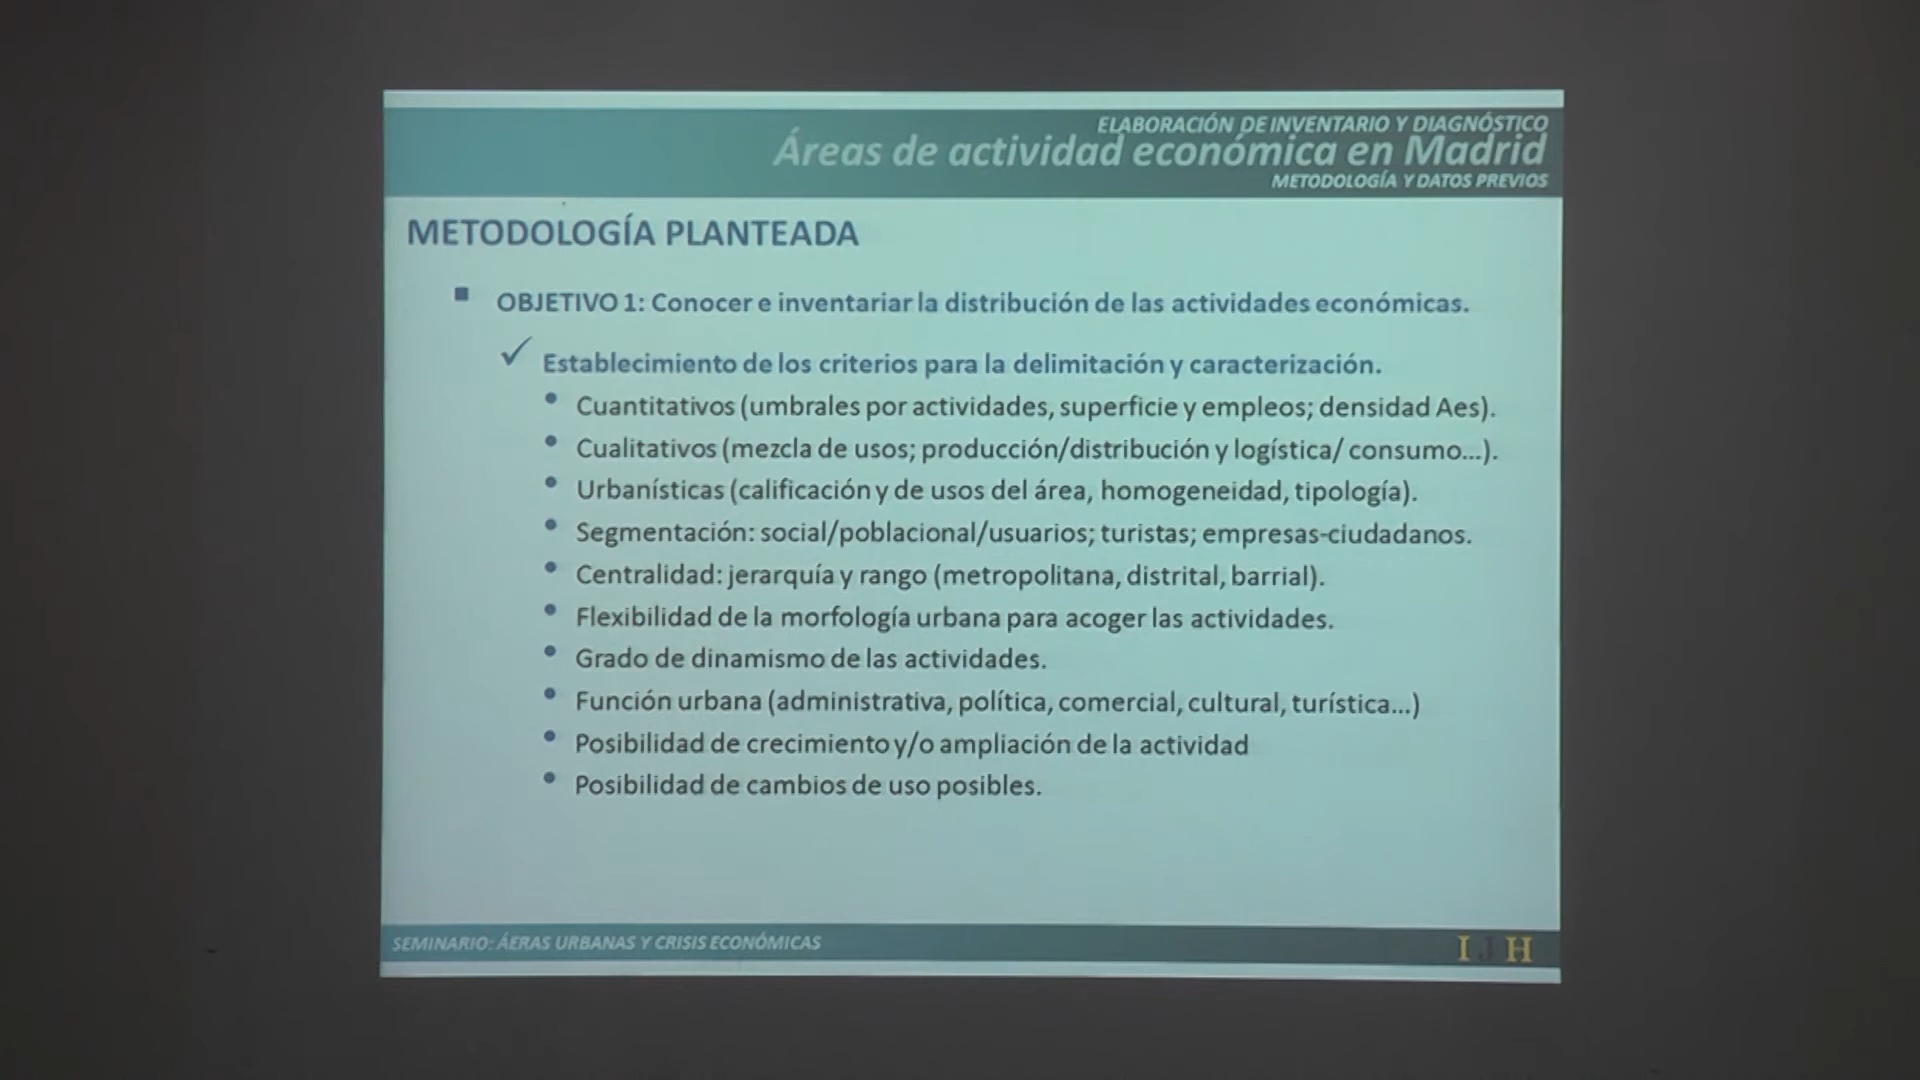 ELABORACIÓN DE INVENTARIO Y DIAGNÓSTICO
Áreas de actividad económica en Madrid
METODOLOGÍA Y DATOS PREVIOS
METODOLOGÍA PLANTEADA
OBJETIVO 1: Conocer e inventariar la distribución de las actividades económicas.
Establecimiento de los criterios para la delimitación y caracterización.
Cuantitativos (umbrales por actividades, superficie y empleos; densidad Aes).
Cualitativos (mezcla de usos; producción/distribución y logística/ consumo...).
Urbanísticas (calificación y de usos del área, homogeneidad, tipología).
Segmentación: social/poblacional/usuarios; turistas; empresas-ciudadanos.
Centralidad: jerarquía y rango (metropolitana, distrital, barrial).
Flexibilidad de la morfología urbana para acoger las actividades.
Grado de dinamismo de las actividades.
Función urbana (administrativa, política, comercial, cultural, turística...)
Posibilidad de crecimiento y/o ampliación de la actividad
Posibilidad de cambios de uso posibles.
SEMINARIO: ÁERAS URBANAS Y CRISIS ECONÓMICAS
I J H